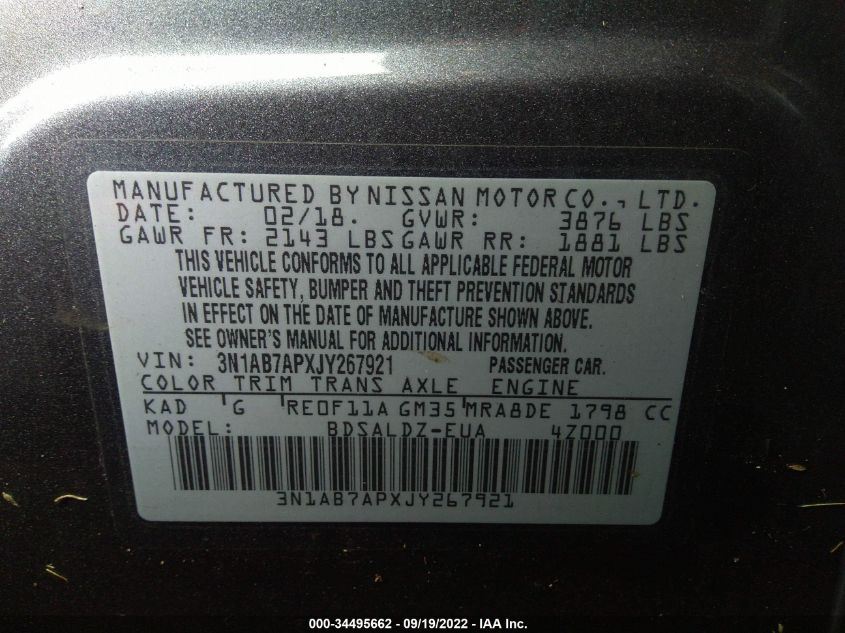 MANUFACTURED BY NISSAN MOTOR CO., LTD.
DATE: 02/18. GVWR: 3876 LBS
GAWR FR: 2143 LBS GAWR RR: 1881 LBS
THIS VEHICLE CONFORMS TO ALL APPLICABLE FEDERAL MOTOR
VEHICLE SAFETY, BUMPER AND THEFT PREVENTION STANDARDS
IN EFFECT ON THE DATE OF MANUFACTURE SHOWN ABOVE.
SEE OWNER'S MANUAL FOR ADDITIONAL INFORMATION.
VIN: 3N1AB7APXJY267921 PASSENGER CAR.
COLOR TRIM TRANS AXLE ENGINE
KAD G RE0F11A GM35 MRA8DE 1798 CC
MODEL: BDSALDZ-EUA 4Z000
3N1AB7APXJY267921
000-34495662 - 09/19/2022 - IAA Inc.